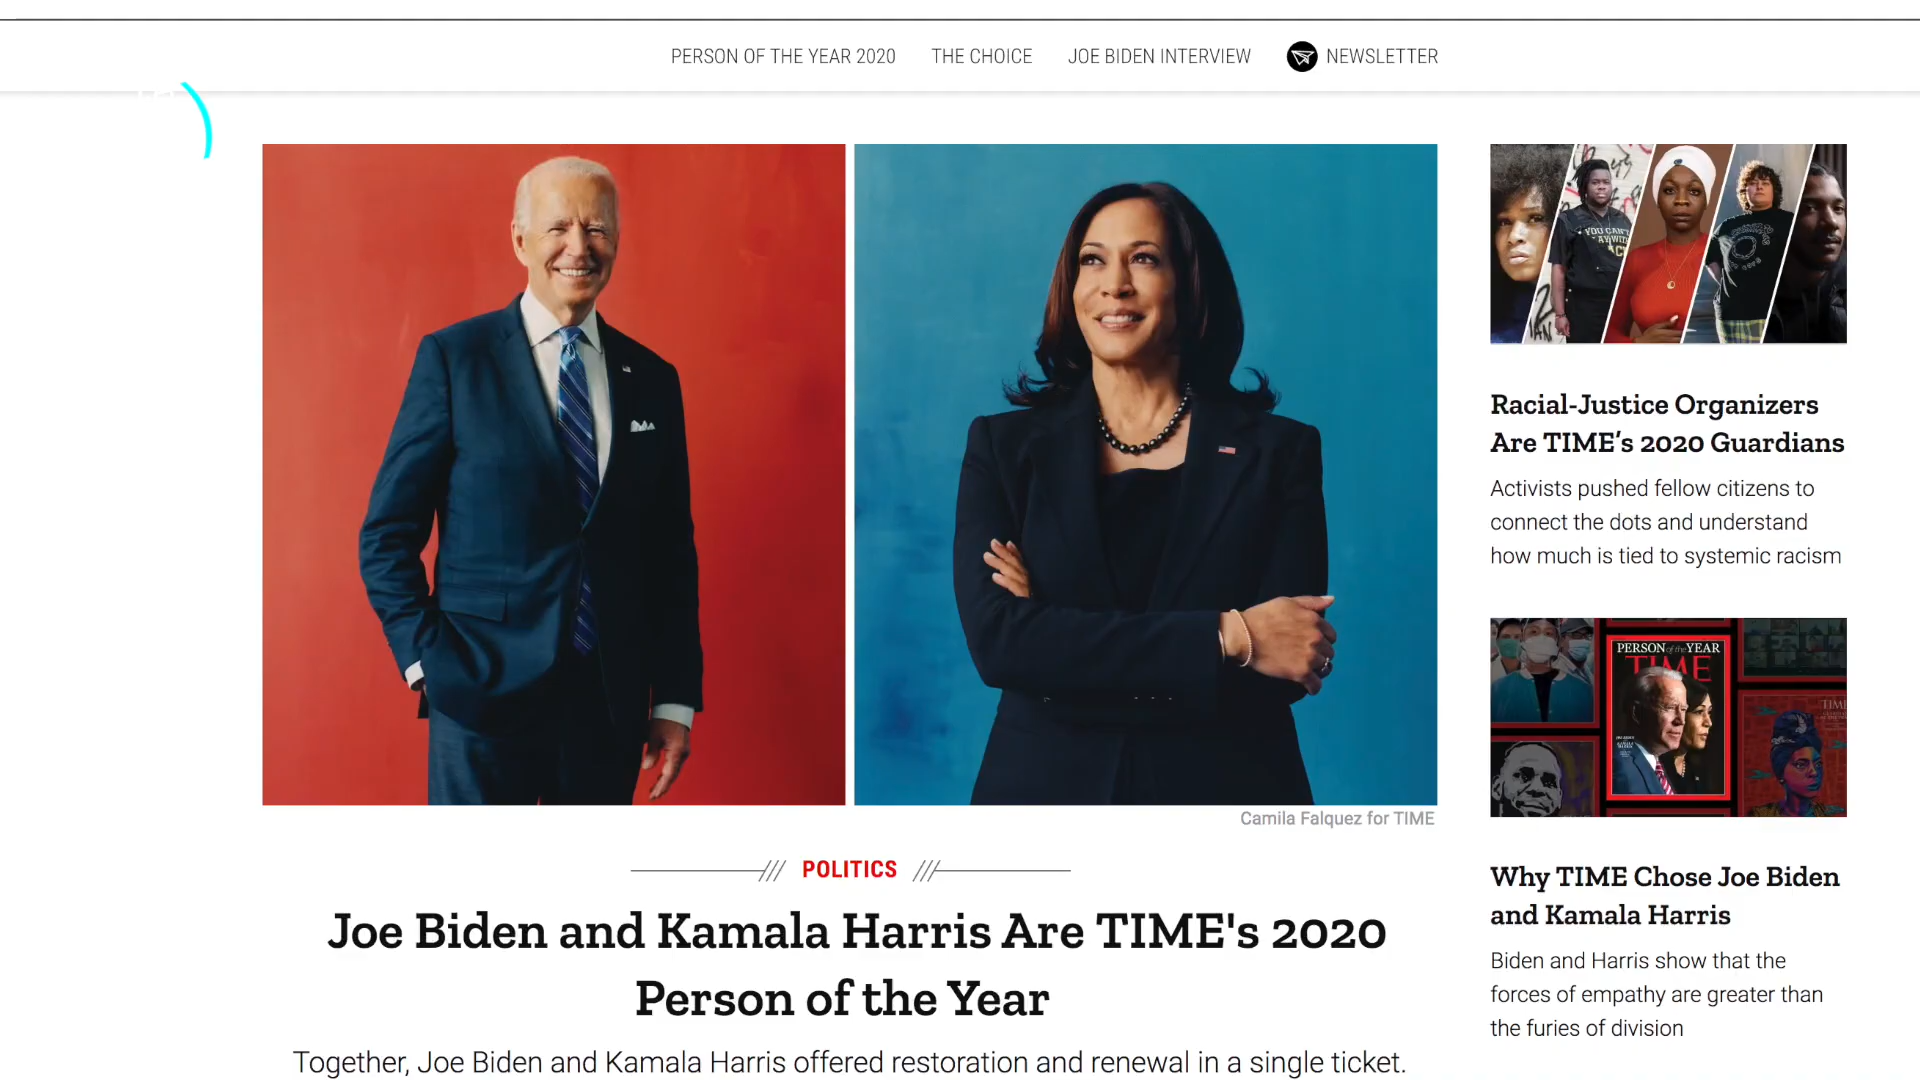 PERSON OF THE YEAR 2020
THE CHOICE
JOE BIDEN INTERVIEW
NEWSLETTER
Camila Falquez for TIME
POLITICS
Joe Biden and Kamala Harris Are TIME's 2020
Person of the Year
Together, Joe Biden and Kamala Harris offered restoration and renewal in a single ticket.
YOU CAN'T
Racial-Justice Organizers
Are TIME's 2020 Guardians
Activists pushed fellow citizens to
connect the dots and understand
how much is tied to systemic racism
PERSON of the YEAR
TIME
Why TIME Chose Joe Biden
and Kamala Harris
Biden and Harris show that the
forces of empathy are greater than
the furies of division